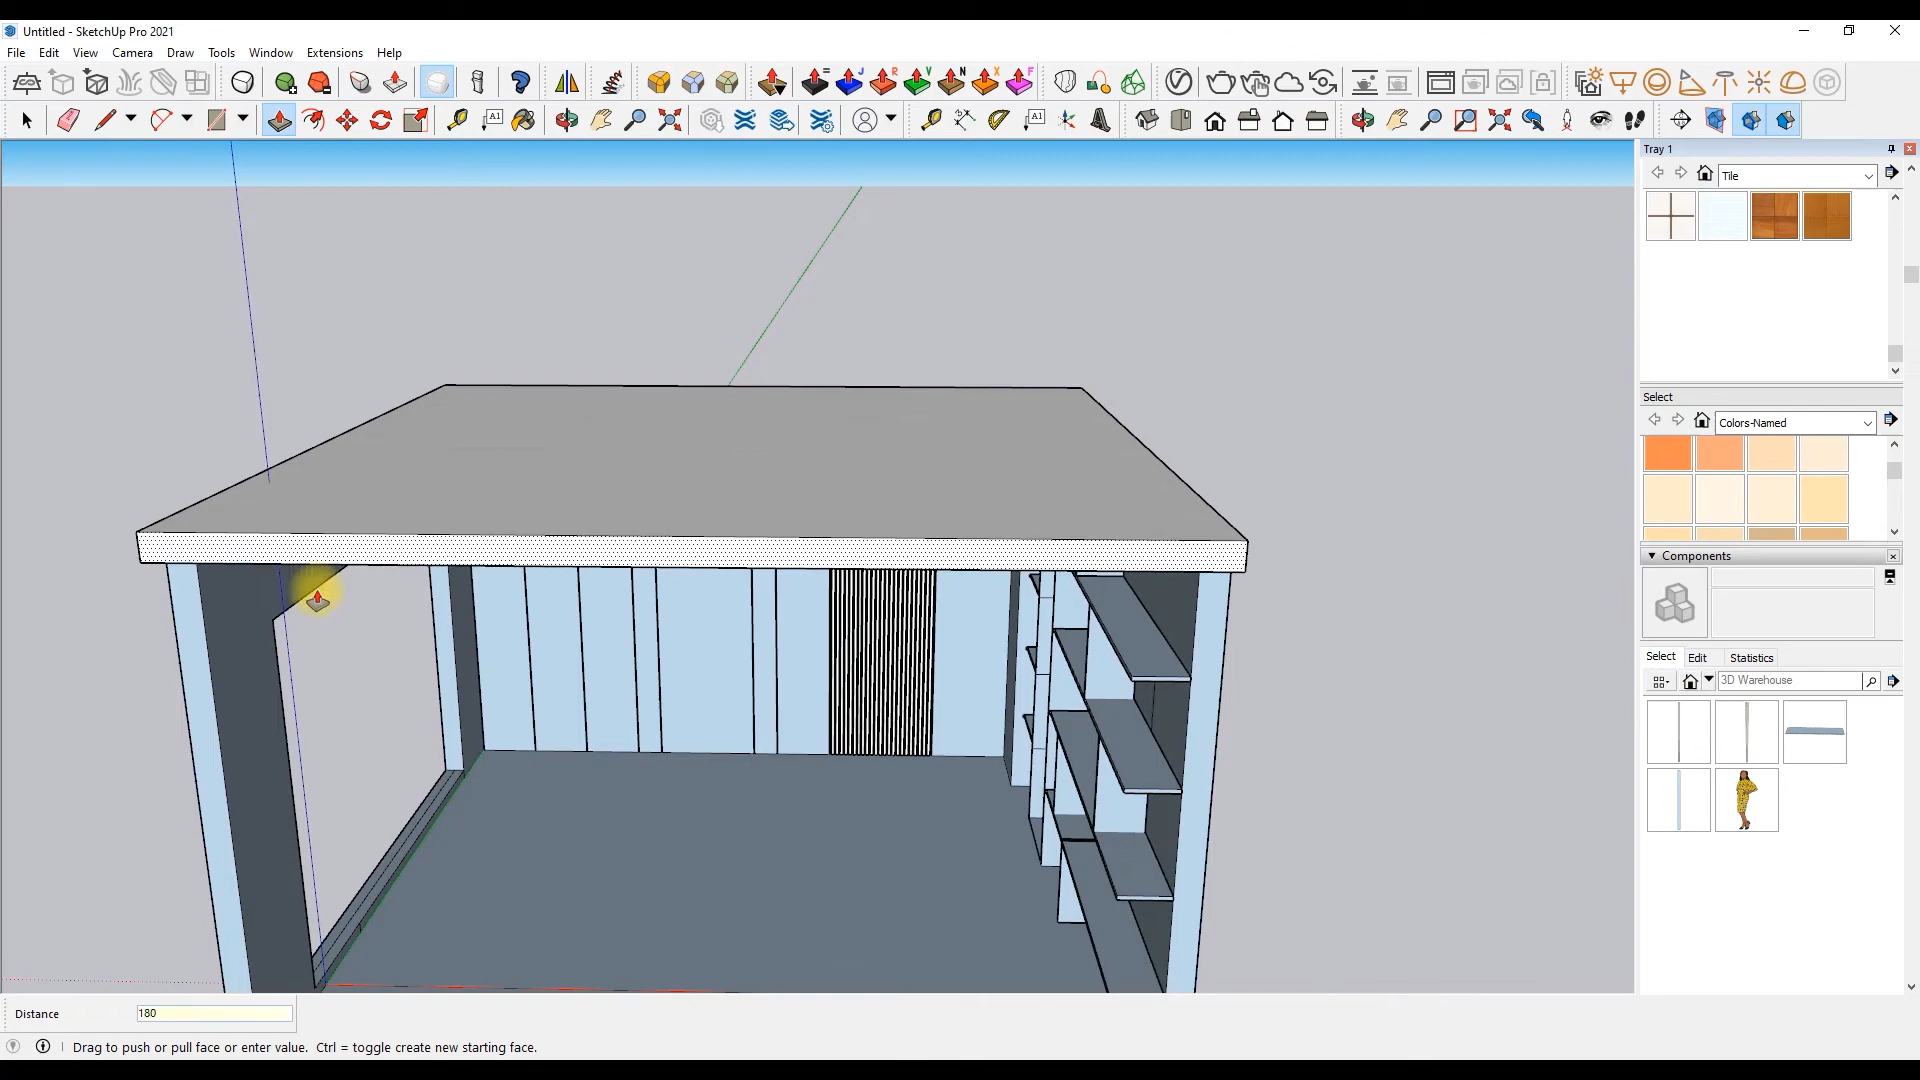 Untitled - SketchUp Pro 2021
File Edit View Camera Draw Tools Window Extensions Help
= J R V N X F
A1 A1
Tray 1
Tile
Select
Colors-Named
Components
Select Edit Statistics
3D Warehouse
Distance 180
Drag to push or pull face or enter value. Ctrl = toggle create new starting face.